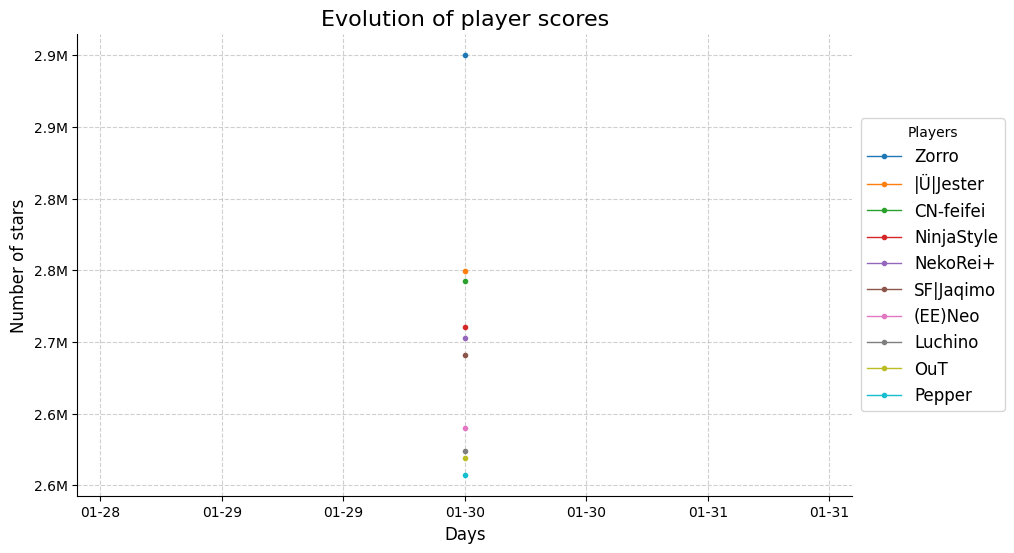 Evolution of player scores
2.9M
2.9M
2.8M
2.8M
2.7M
2.6M
2.6M
Number of stars
01-28
01-29
01-29
01-30
01-30
01-31
01-31
Days
Players
Zorro
|Ü|Jester
CN-feifei
NinjaStyle
NekoRei+
SF|Jaqimo
(EE)Neo
Luchino
OuT
Pepper